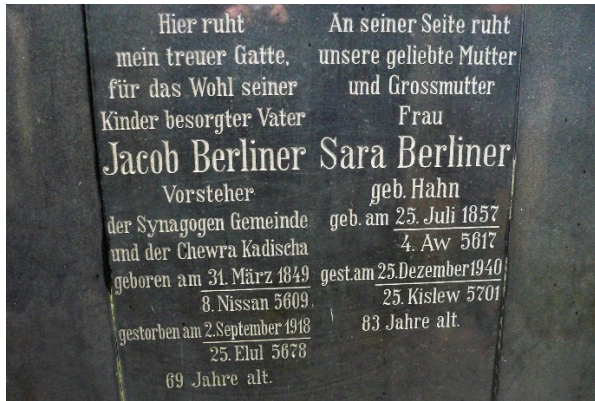 Hier ruht
mein treuer Gatte,
für das Wohl seiner
Kinder besorgter Vater
Jacob Berliner
Vorsteher
der Synagogen Gemeinde
und der Chewra Kadischa
geboren am 31. März 1849
8. Nissan 5609.
gestorben am 2. September 1918
25. Elul 5678
69 Jahre alt.
An seiner Seite ruht
unsere geliebte Mutter
und Grossmutter
Frau
Sara Berliner
geb. Hahn
geb. am 25. Juli 1857
4. Aw 5617
gest. am 25. Dezember 1940
25. Kislew 5701
83 Jahre alt.